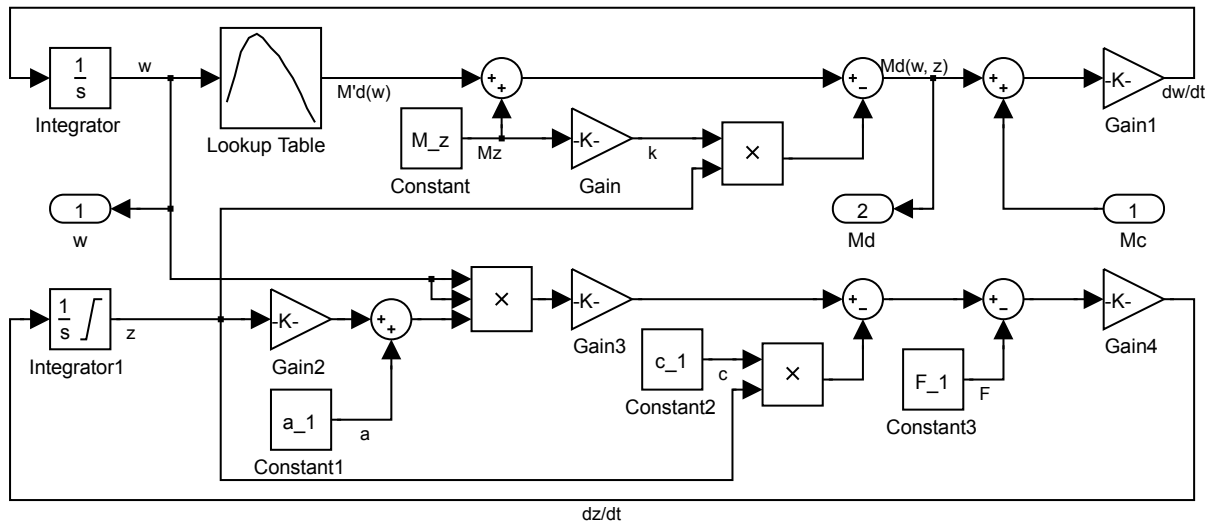 1
s
w
Integrator
Lookup Table
M'd(w)
+
+
M_z
Mz
Constant
-K-
Gain
k
×
+
−
Md(w, z)
+
+
-K-
dw/dt
Gain1
1
w
2
Md
1
Mc
1
s
z
Integrator1
-K-
Gain2
+
+
a_1
a
Constant1
×
-K-
Gain3
c_1
c
Constant2
×
+
−
+
−
F_1
F
Constant3
-K-
Gain4
dz/dt